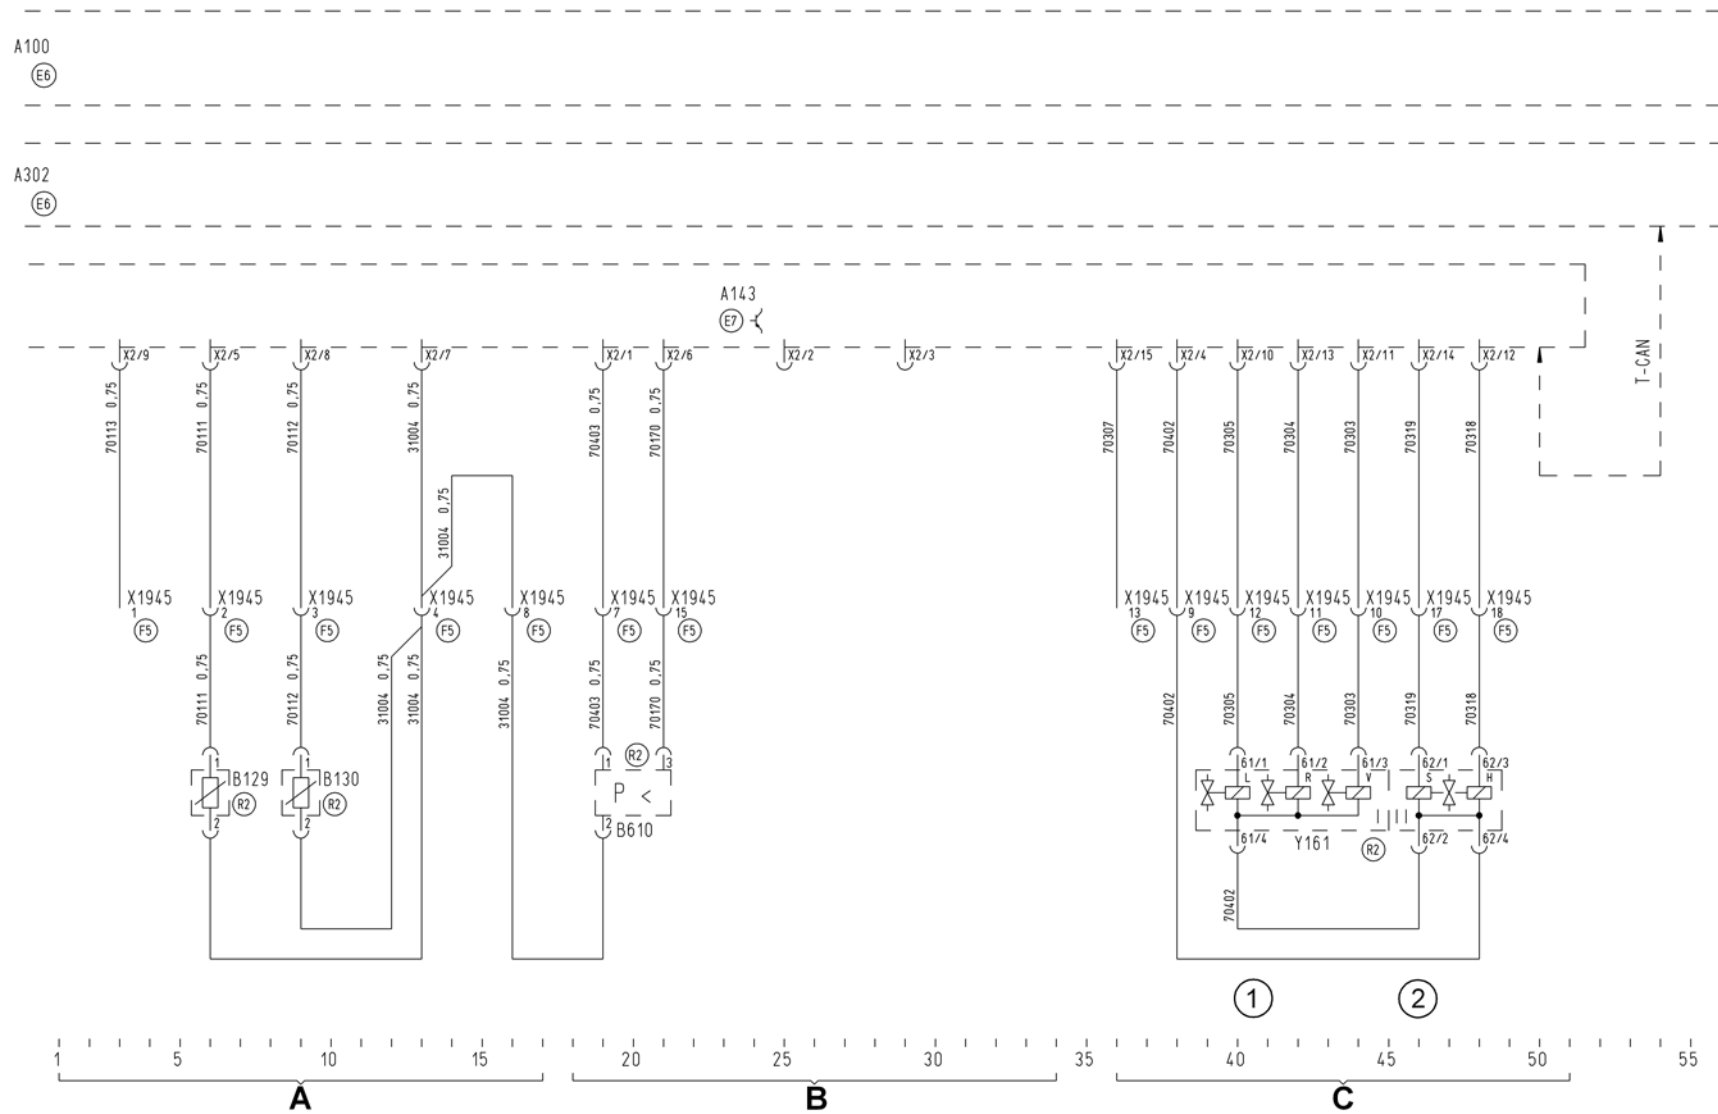 A100
E6
A302
E6
A143
E7
X2/9 X2/5 X2/8 X2/7 X2/1 X2/6 X2/2 X2/3 X2/15 X2/4 X2/10 X2/13 X2/11 X2/14 X2/12
T-CAN
70113 0,75
70111 0,75
70112 0,75
31004 0,75
70403 0,75
70170 0,75
70307
70402
70305
70304
70303
70319
70318
31004 0,75
X1945 X1945 X1945 X1945 X1945 X1945 X1945 X1945 X1945 X1945 X1945 X1945 X1945 X1945
1 2 3 4 8 7 15 13 9 12 11 10 17 18
F5 F5 F5 F5 F5 F5 F5 F5 F5 F5 F5 F5 F5 F5
70111 0,75
70112 0,75
31004 0,75
31004 0,75
31004 0,75
70403 0,75
70170 0,75
70402
70305
70304
70303
70319
70318
1 1 1 R2 3 61/1 61/2 61/3 62/1 62/3
L R V S H
B129 B130
R2 R2
P <
2 2 2 B610
61/4 Y161 R2 62/2 62/4
70402
1 2
1 5 10 15 20 25 30 35 40 45 50 55
A B C